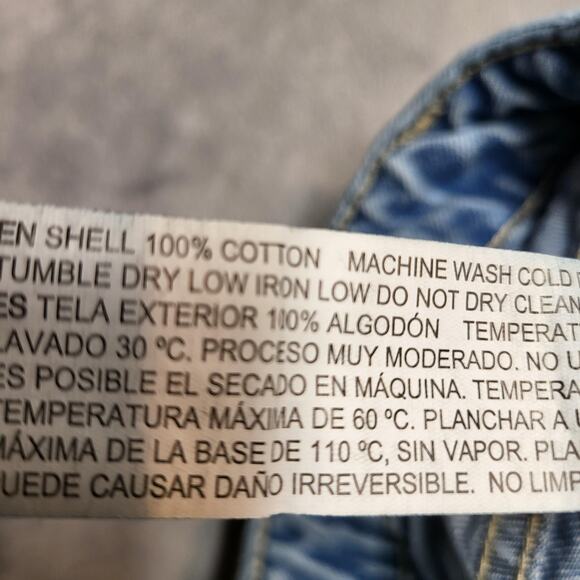 EN SHELL 100% COTTON MACHINE WASH COLD
TUMBLE DRY LOW IRON LOW DO NOT DRY CLEAN
ES TELA EXTERIOR 100% ALGODÓN TEMPERAT
LAVADO 30 ºC. PROCESO MUY MODERADO. NO U
ES POSIBLE EL SECADO EN MÁQUINA. TEMPERA
TEMPERATURA MÁXIMA DE 60 ºC. PLANCHAR A U
MÁXIMA DE LA BASE DE 110 ºC, SIN VAPOR. PLA
UEDE CAUSAR DAÑO IRREVERSIBLE. NO LIMP